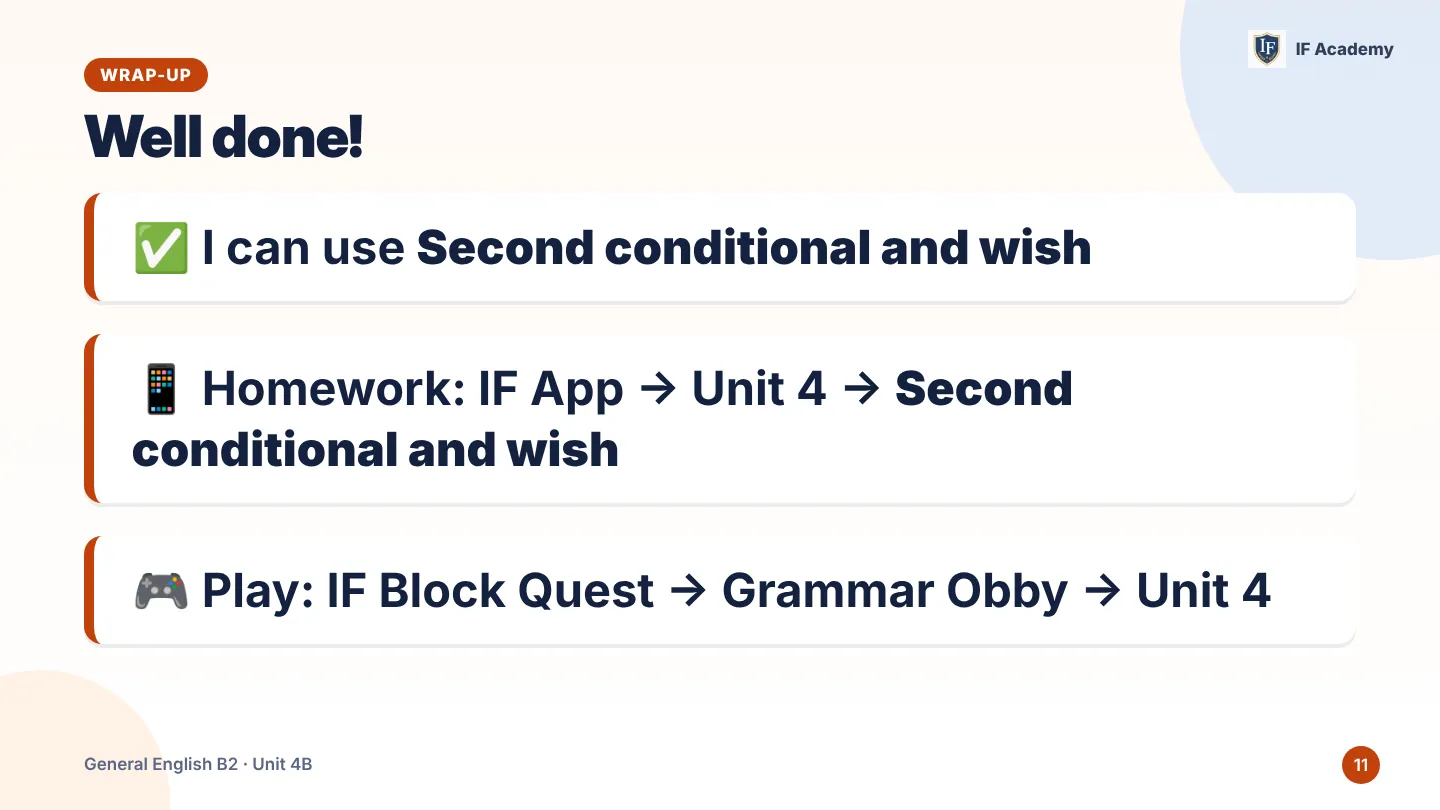 IF Academy
WRAP-UP
Well done!
✅ I can use Second conditional and wish
📱 Homework: IF App → Unit 4 → Second
conditional and wish
🎮 Play: IF Block Quest → Grammar Obby → Unit 4
General English B2 · Unit 4B
11